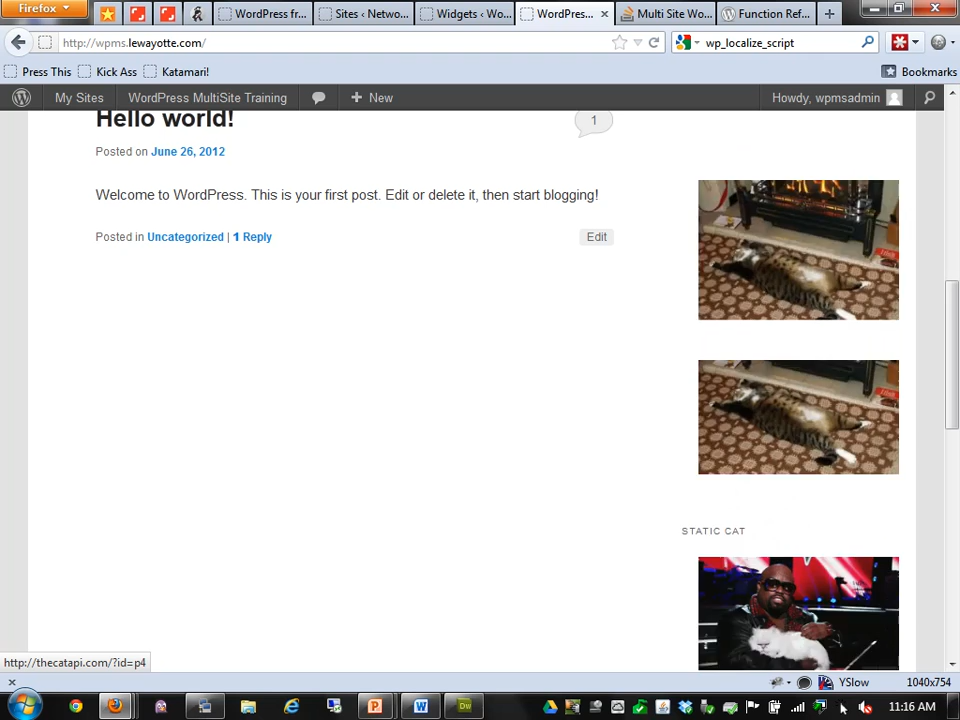 Firefox
WordPress fr...
Sites ‹ Netwo...
Widgets ‹ Wo...
WordPress...
Multi Site Wo...
Function Ref...
http://wpms.lewayotte.com/
wp_localize_script
Press This
Kick Ass
Katamari!
Bookmarks
My Sites
WordPress MultiSite Training
New
Howdy, wpmsadmin
Hello world!
1
Posted on June 26, 2012
Welcome to WordPress. This is your first post. Edit or delete it, then start blogging!
Posted in Uncategorized | 1 Reply
Edit
STATIC CAT
http://thecatapi.com/?id=p4
YSlow
1040x754
11:16 AM